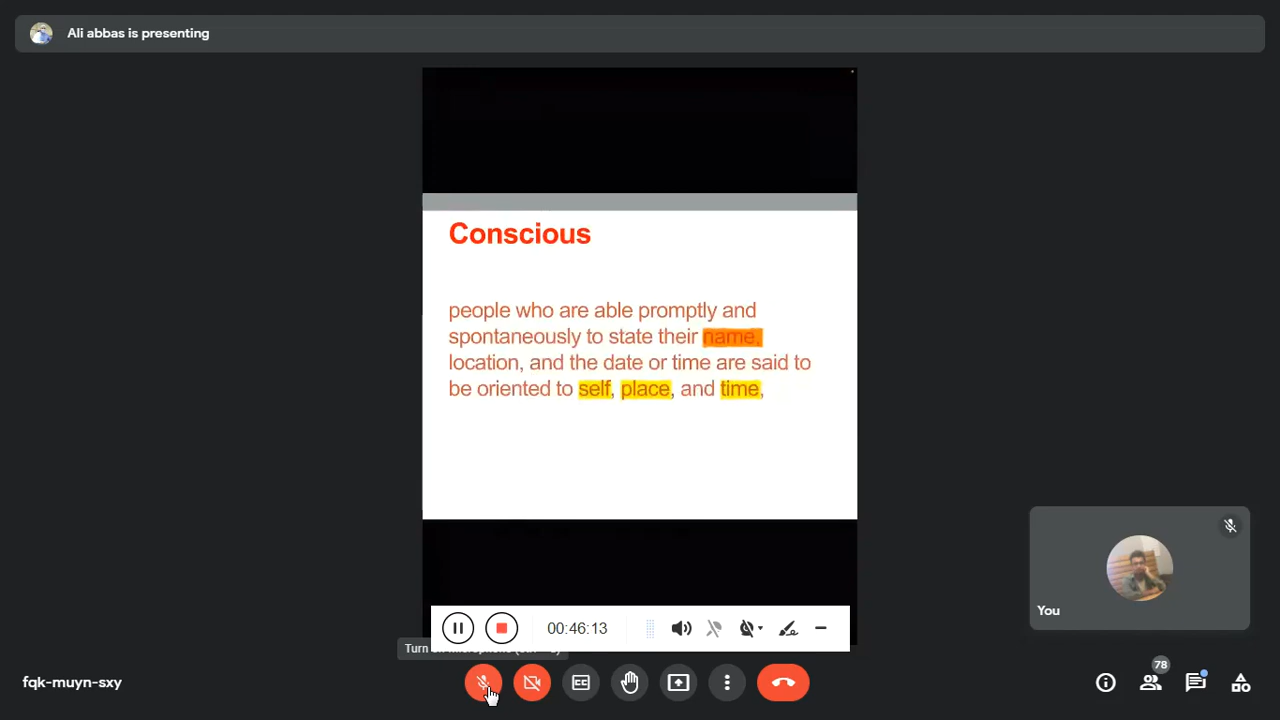 Ali abbas is presenting
Conscious
people who are able promptly and
spontaneously to state their name,
location, and the date or time are said to
be oriented to self, place, and time,
You
00:46:13
Turn
fqk-muyn-sxy
78